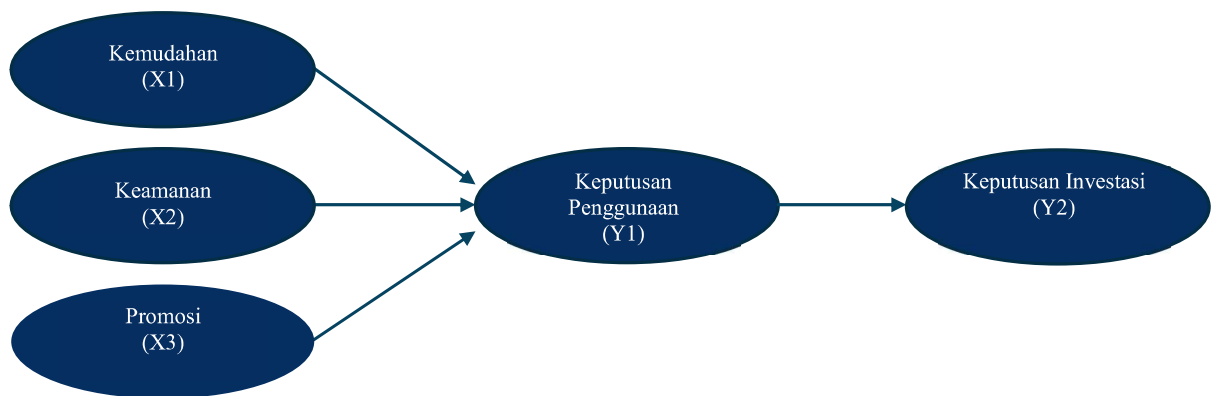 Kemudahan
(X1)
Keamanan
(X2)
Promosi
(X3)
Keputusan
Penggunaan
(Y1)
Keputusan Investasi
(Y2)